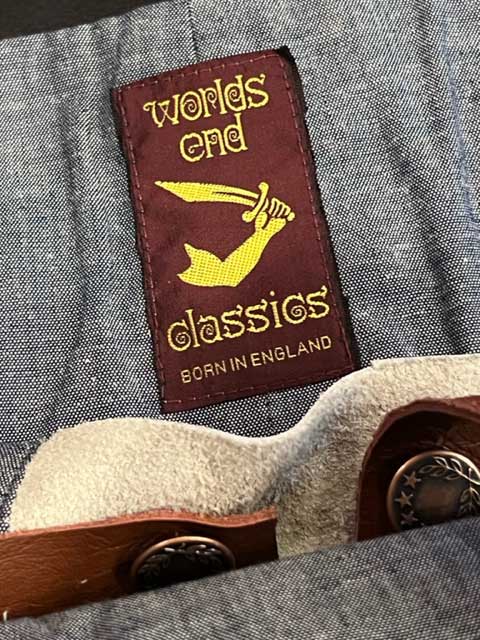 worlds
end
classics
BORN IN ENGLAND